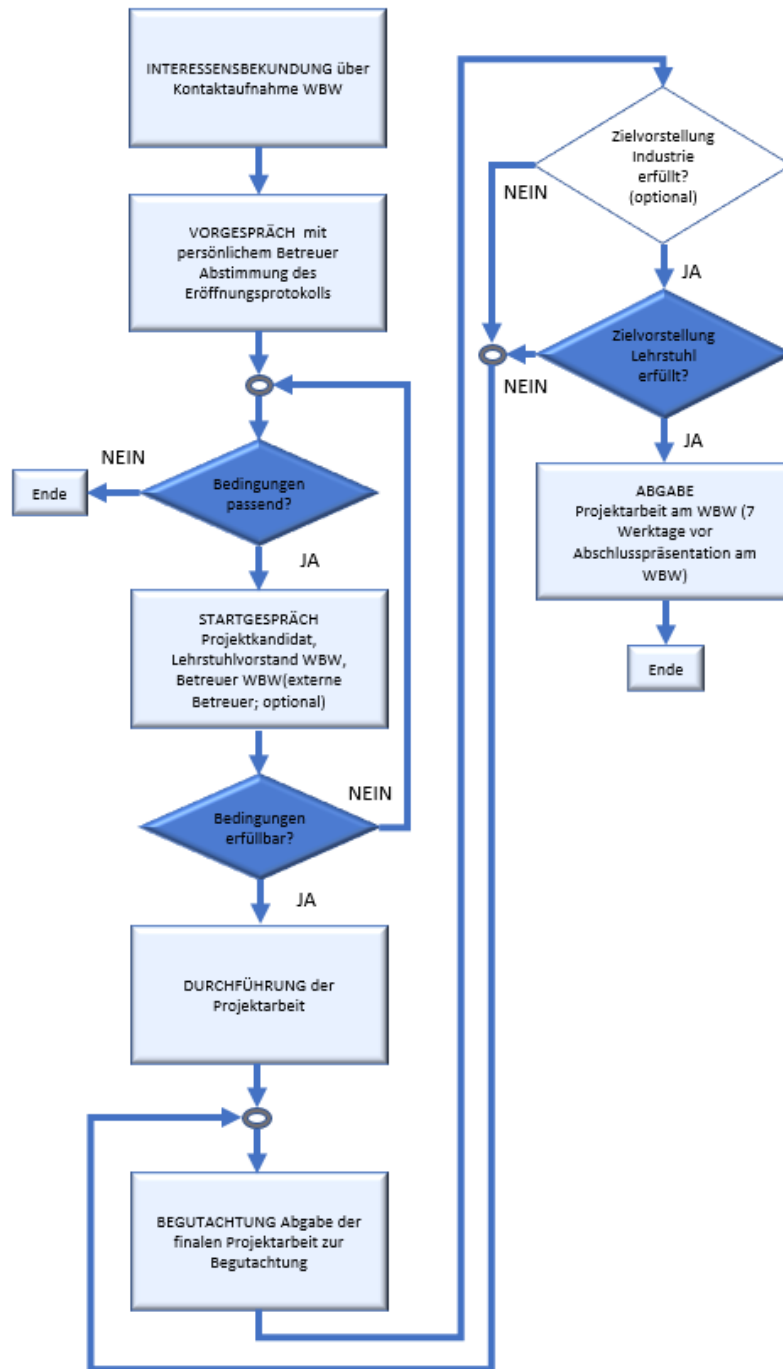 INTERESSENSBEKUNDUNG über
Kontaktaufnahme WBW
VORGESPRÄCH mit
persönlichem Betreuer
Abstimmung des
Eröffnungsprotokolls
NEIN
Ende
Bedingungen
passend?
JA
STARTGESPRÄCH
Projektkandidat,
Lehrstuhlvorstand WBW,
Betreuer WBW(externe
Betreuer; optional)
NEIN
Bedingungen
erfüllbar?
JA
DURCHFÜHRUNG der
Projektarbeit
BEGUTACHTUNG Abgabe der
finalen Projektarbeit zur
Begutachtung
Zielvorstellung
Industrie
erfüllt?
(optional)
NEIN
JA
Zielvorstellung
Lehrstuhl
erfüllt?
NEIN
JA
ABGABE
Projektarbeit am WBW (7
Werktage vor
Abschlusspräsentation am
WBW)
Ende